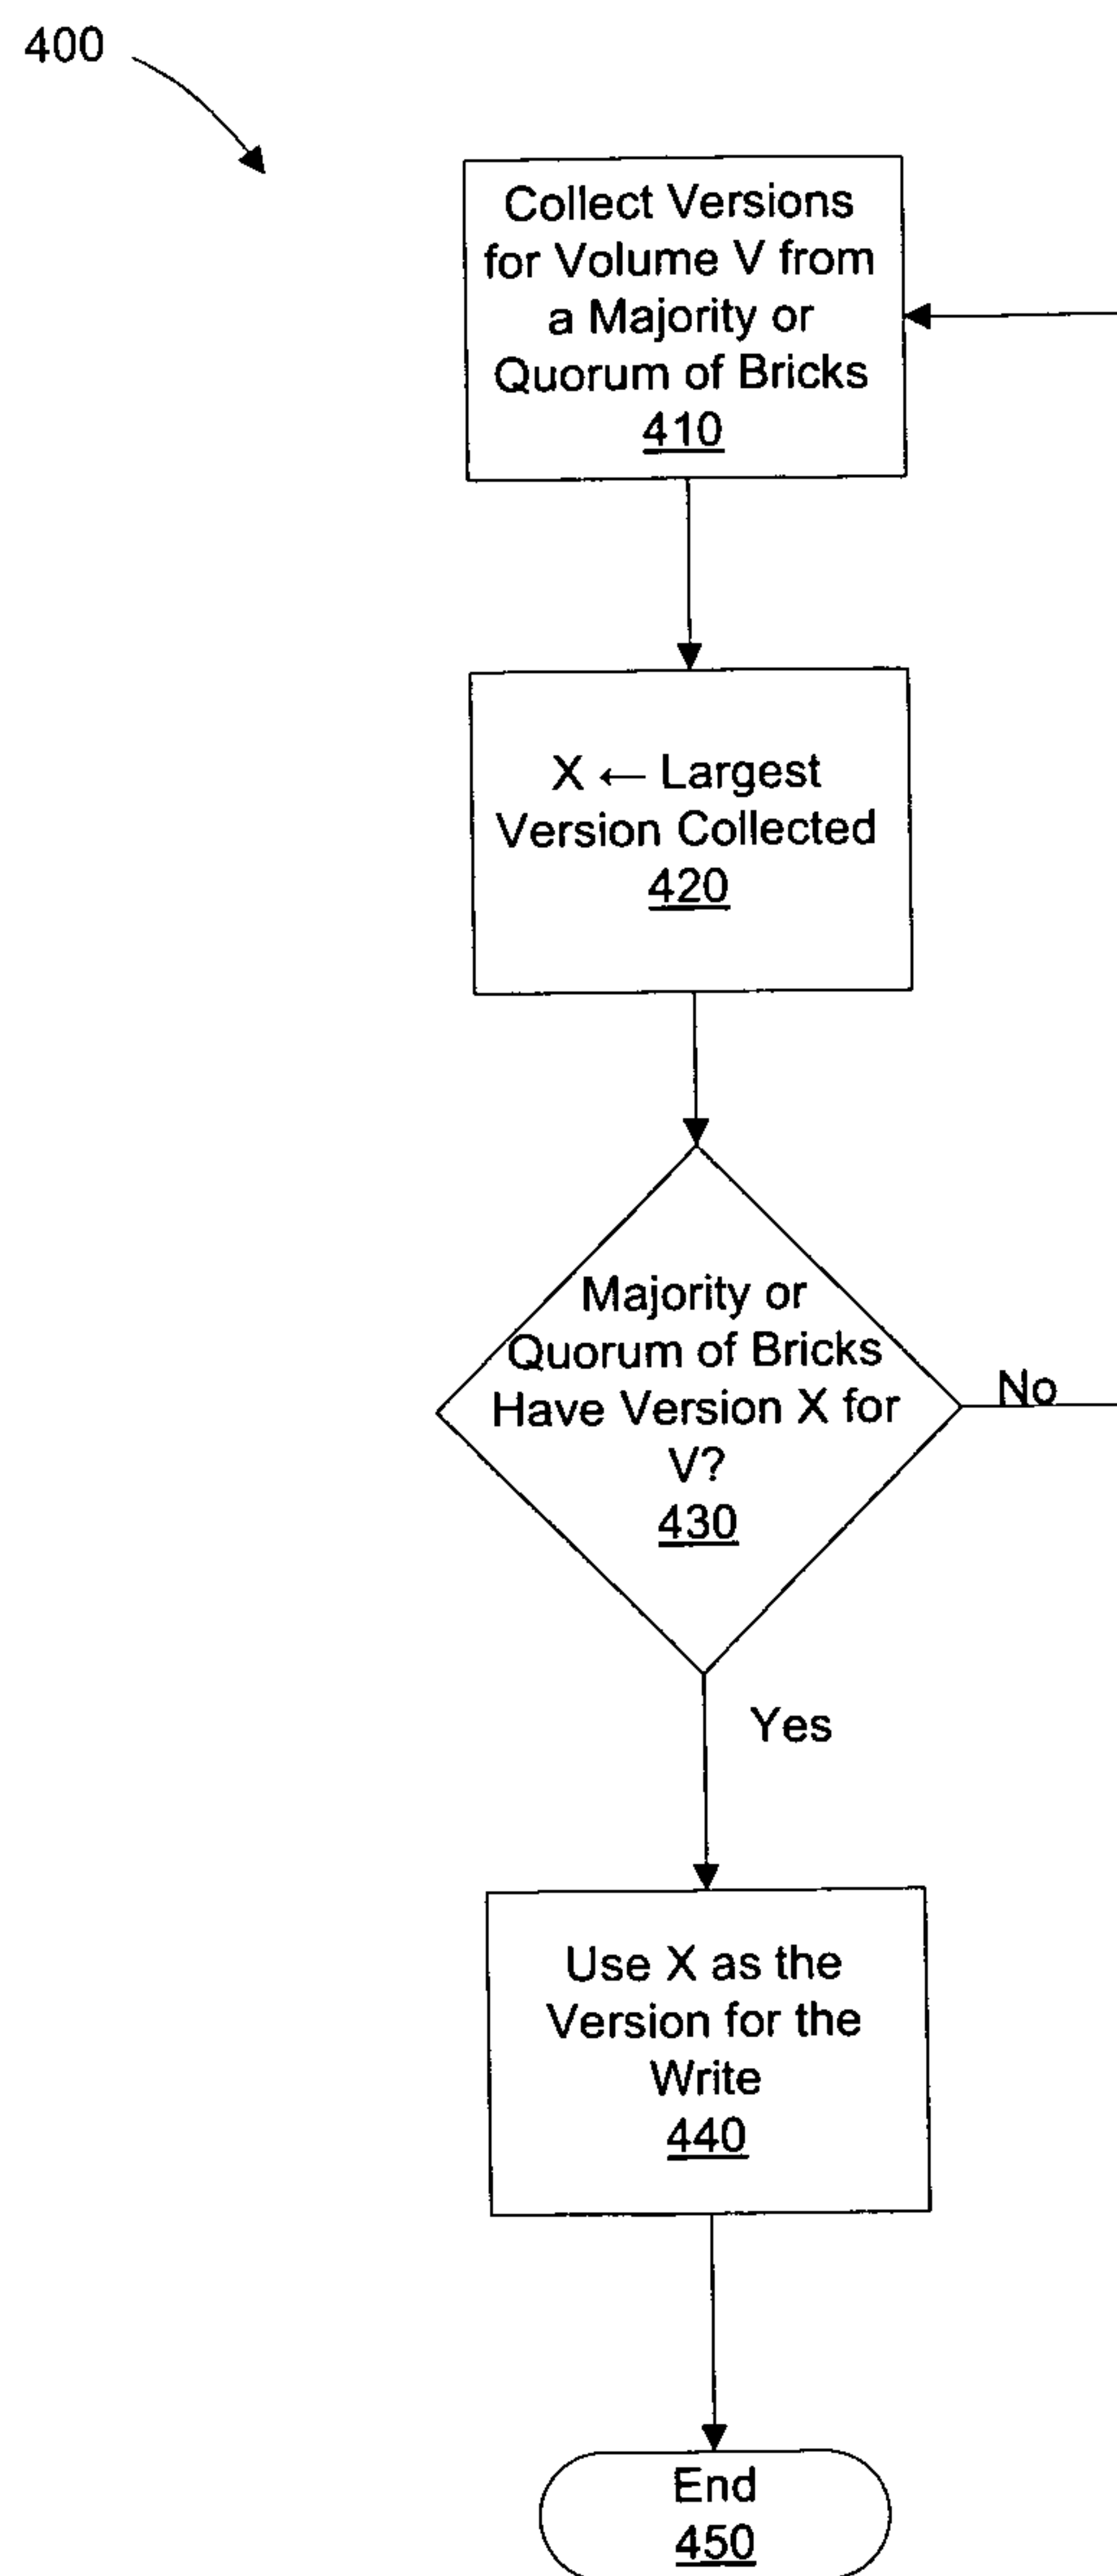 400
Collect Versions
for Volume V from
a Majority or
Quorum of Bricks
410
X ← Largest
Version Collected
420
Majority or
Quorum of Bricks
Have Version X for
V?
430
No
Yes
Use X as the
Version for the
Write
440
End
450